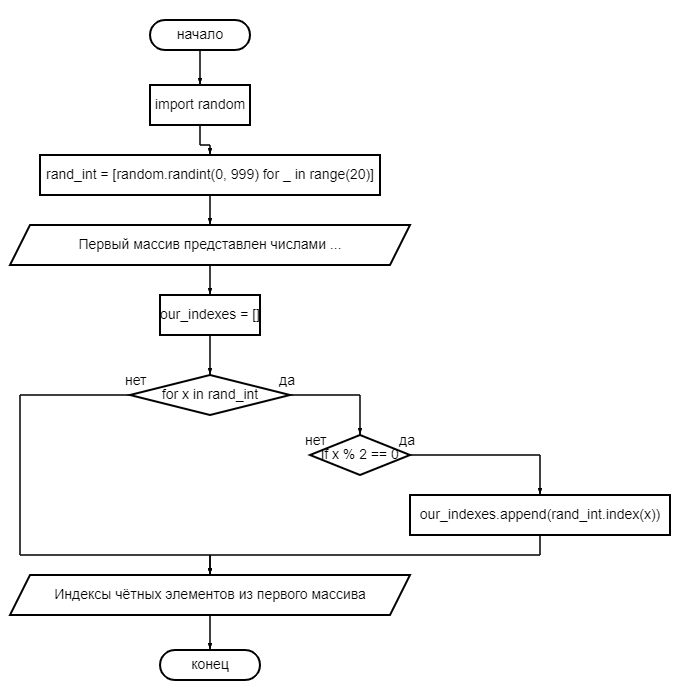 начало
import random
rand_int = [random.randint(0, 999) for _ in range(20)]
Первый массив представлен числами ...
our_indexes = []
нет
да
for x in rand_int
нет
да
if x % 2 == 0
our_indexes.append(rand_int.index(x))
Индексы чётных элементов из первого массива
конец